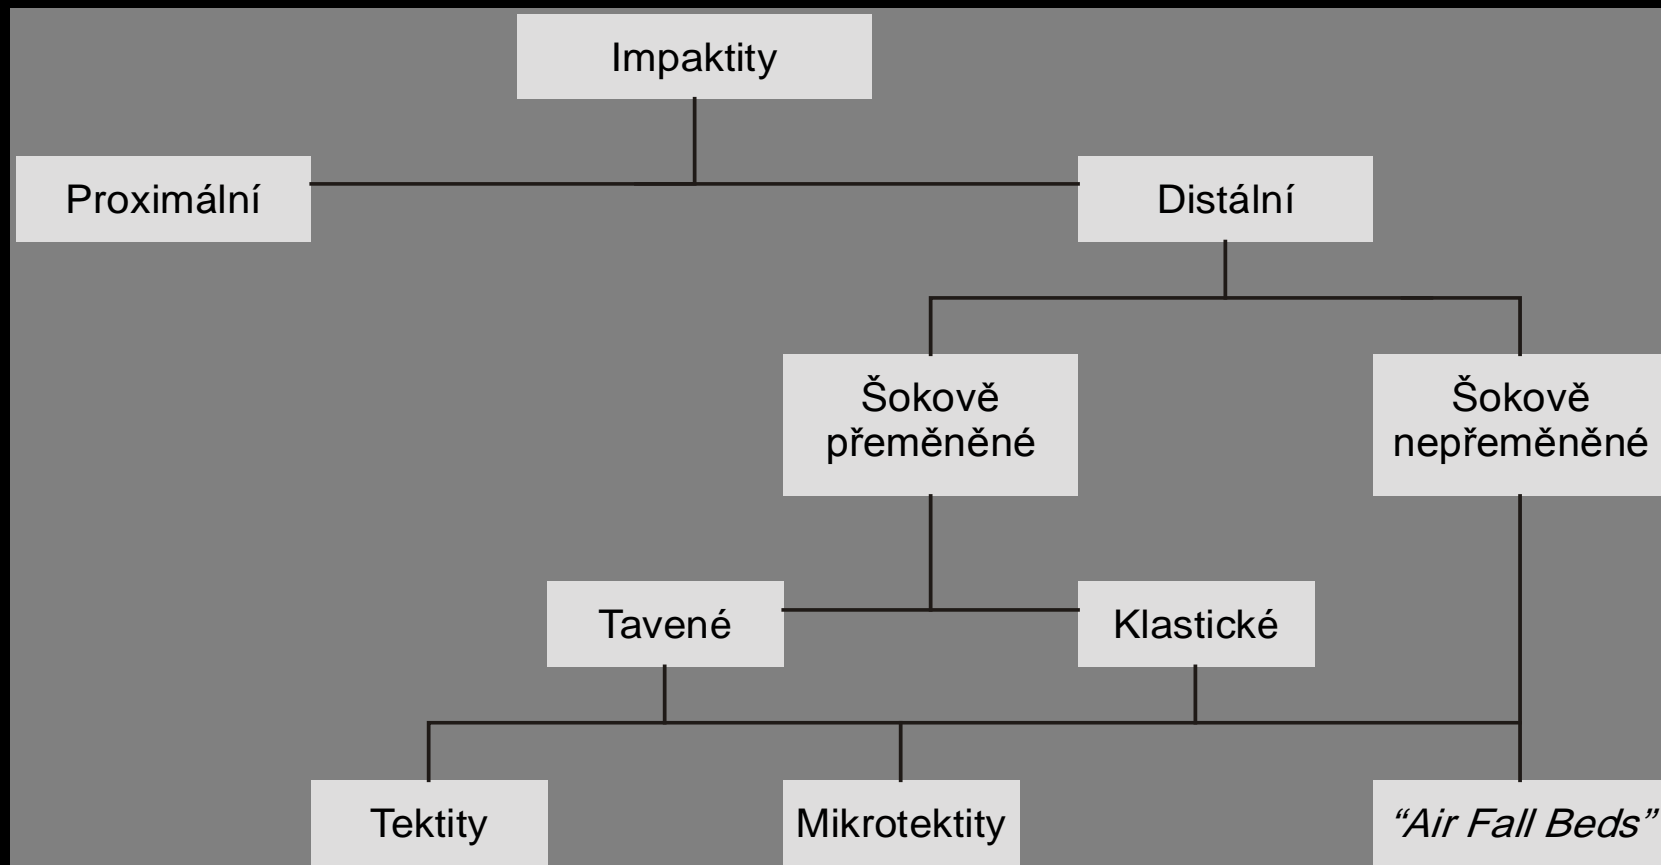 Impaktity
Proximální
Distální
Šokově
přeměněné
Šokově
nepřeměněné
Tavené
Klastické
Tektity
Mikrotektity
“Air Fall Beds”